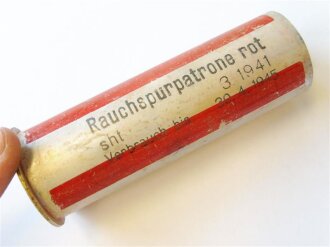 Rauchspurpatrone rot
sht 3 1941
Verbrauch bis 30.4.1945